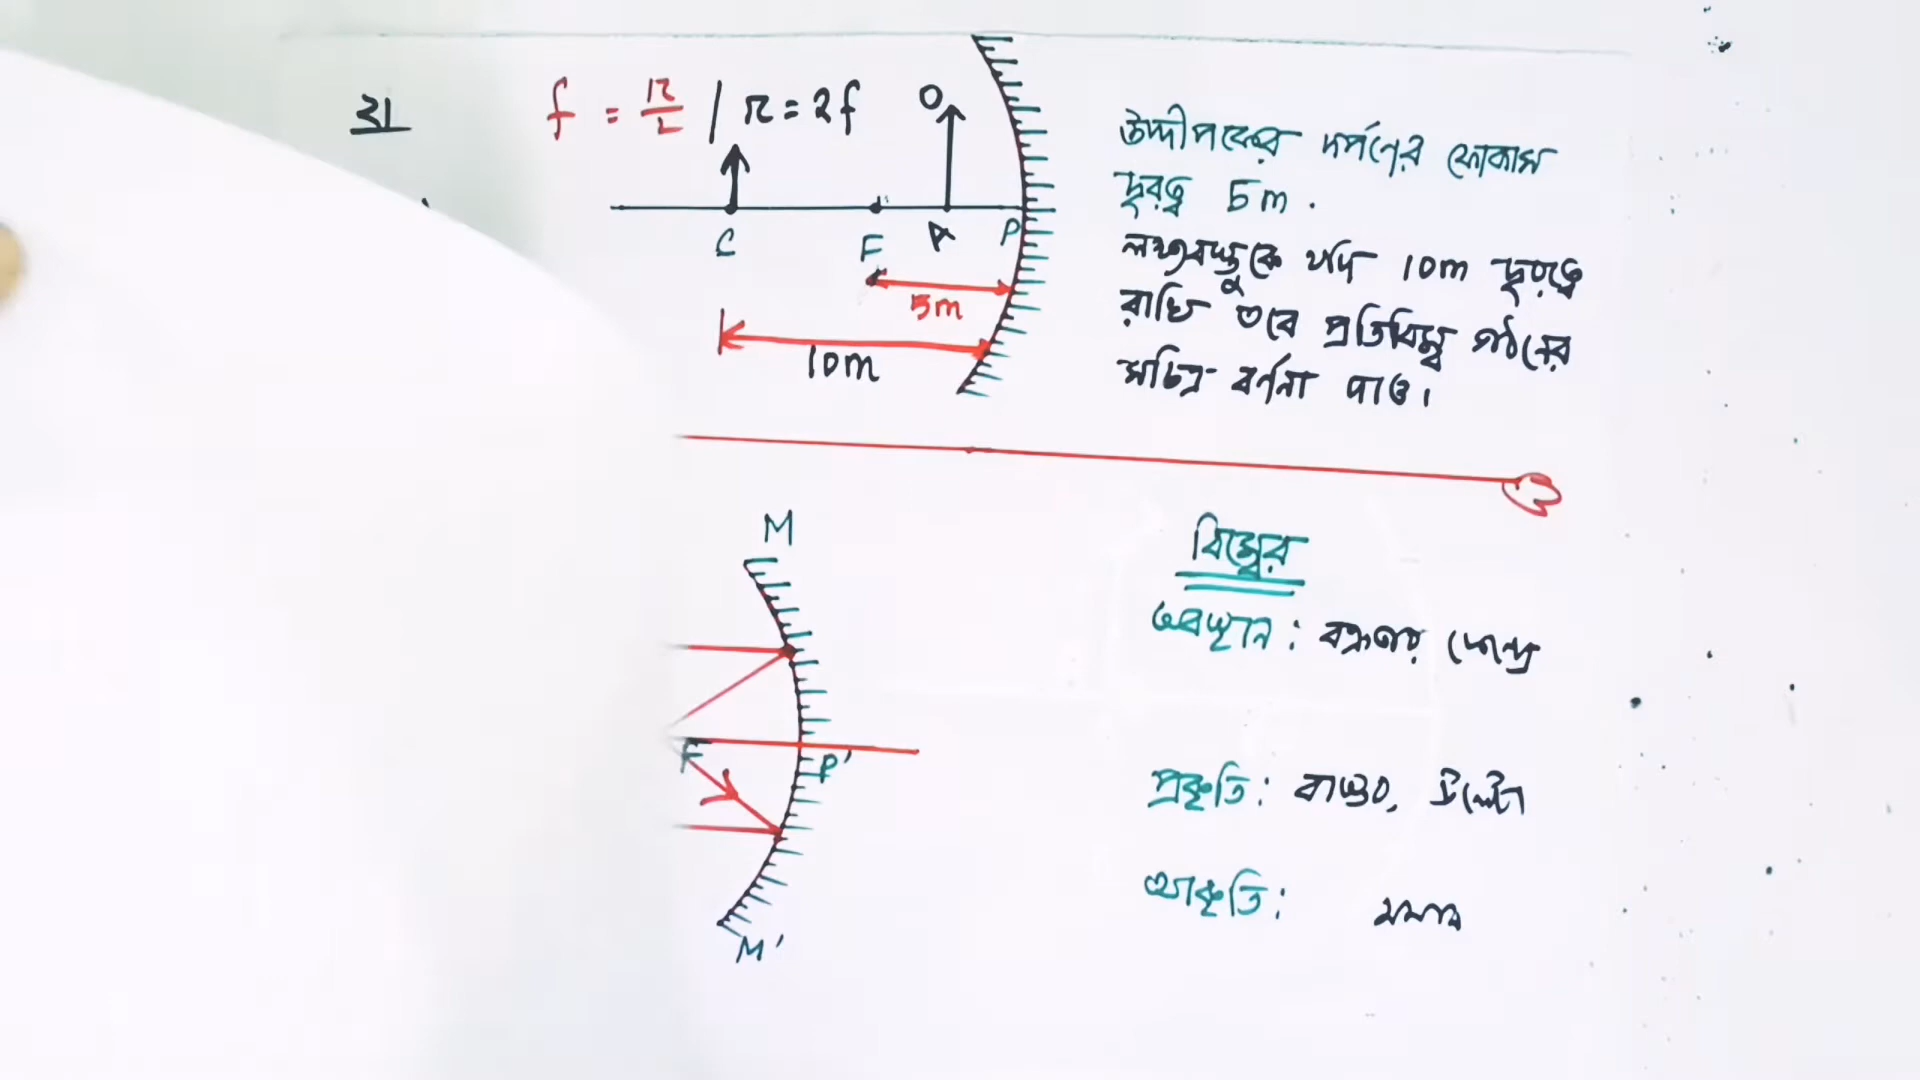 ২।
f = r/2 | r = 2f
O
C F A P
5m
10m
উদ্দীপকের দর্পণের ফোকাস
দূরত্ব 5m.
লক্ষ্যবস্তুকে যদি 10m দূরত্বে
রাখি তবে প্রতিবিম্ব গঠনের
সচিত্র বর্ণনা দাও।
M
F P'
M'
বিম্বের
অবস্থান: বক্রতার কেন্দ্রে
প্রকৃতি: বাস্তব, উল্টো
আকৃতি: সমান